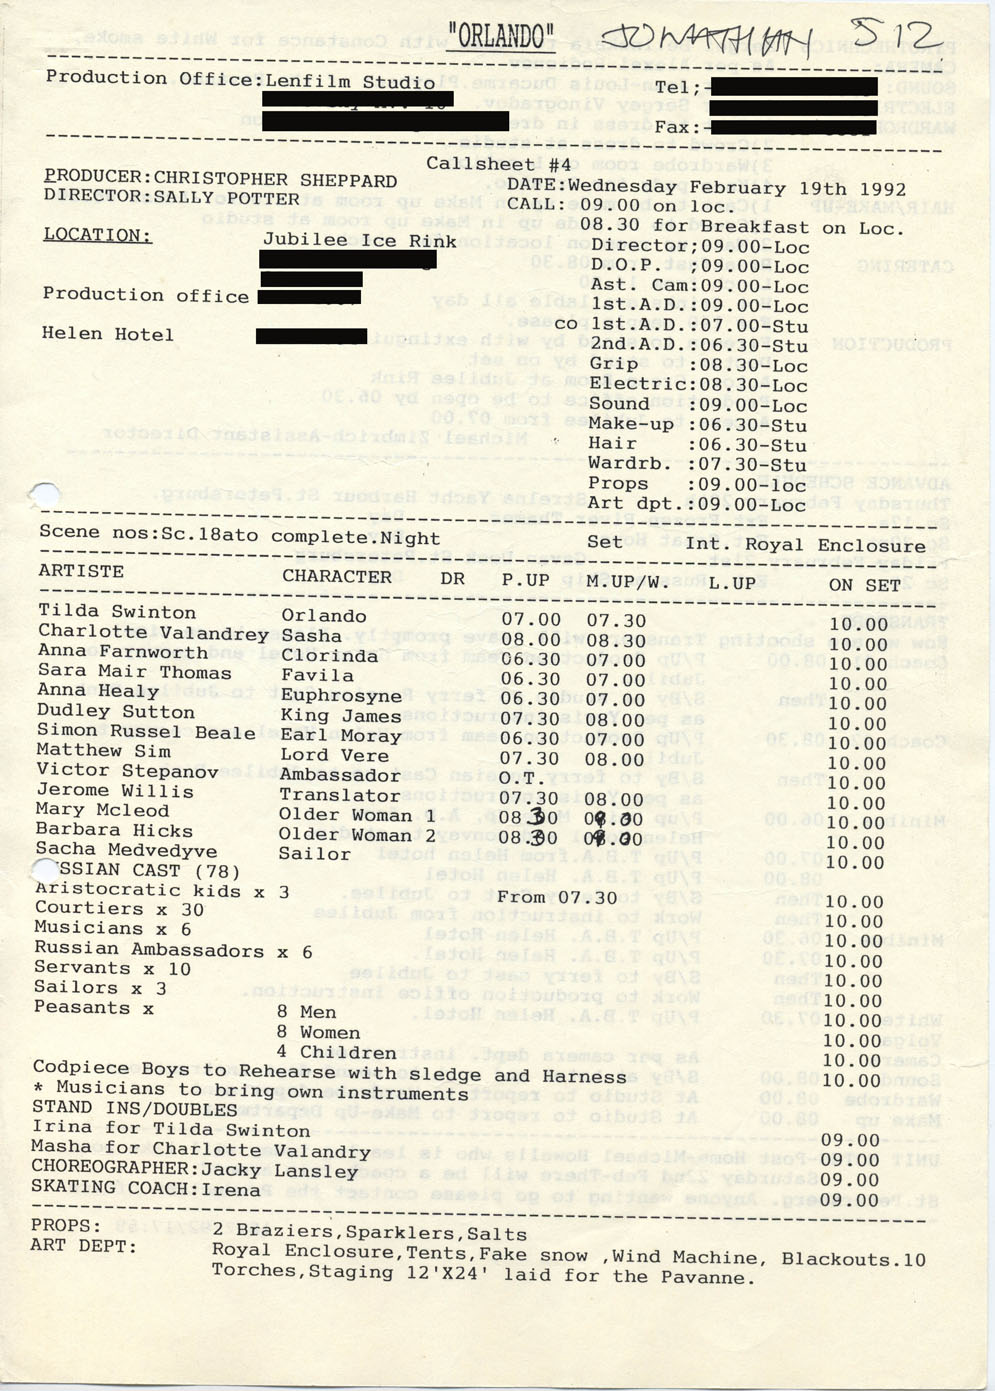 "ORLANDO" JONATHAN 512
Production Office:Lenfilm Studio
Tel;-
Fax:-
Callsheet #4
PRODUCER:CHRISTOPHER SHEPPARD
DIRECTOR:SALLY POTTER
DATE:Wednesday February 19th 1992
CALL: 09.00 on loc.
08.30 for Breakfast on Loc.
LOCATION: Jubilee Ice Rink
Director;09.00-Loc
D.O.P. ;09.00-Loc
Ast. Cam:09.00-Loc
Production office
1st.A.D.:09.00-Loc
co 1st.A.D.:07.00-Stu
Helen Hotel
2nd.A.D.:06.30-Stu
Grip :08.30-Loc
Electric:08.30-Loc
Sound :09.00-Loc
Make-up :06.30-Stu
Hair :06.30-Stu
Wardrb. :07.30-Stu
Props :09.00-loc
Art dpt.:09.00-Loc
Scene nos:Sc.18ato complete.Night Set Int. Royal Enclosure
ARTISTE CHARACTER DR P.UP M.UP/W. L.UP ON SET
Tilda Swinton Orlando 07.00 07.30 10.00
Charlotte Valandrey Sasha 08.00 08.30 10.00
Anna Farnworth Clorinda 06.30 07.00 10.00
Sara Mair Thomas Favila 06.30 07.00 10.00
Anna Healy Euphrosyne 06.30 07.00 10.00
Dudley Sutton King James 07.30 08.00 10.00
Simon Russel Beale Earl Moray 06.30 07.00 10.00
Matthew Sim Lord Vere 07.30 08.00 10.00
Victor Stepanov Ambassador O.T. 10.00
Jerome Willis Translator 07.30 08.00 10.00
Mary Mcleod Older Woman 1 08.30 10.00
Barbara Hicks Older Woman 2 08.30 10.00
Sacha Medvedyve Sailor 10.00
SSIAN CAST (78)
Aristocratic kids x 3 From 07.30 10.00
Courtiers x 30 10.00
Musicians x 6 10.00
Russian Ambassadors x 6 10.00
Servants x 10 10.00
Sailors x 3 10.00
Peasants x 8 Men 10.00
8 Women 10.00
4 Children 10.00
Codpiece Boys to Rehearse with sledge and Harness 10.00
* Musicians to bring own instruments
STAND INS/DOUBLES
Irina for Tilda Swinton 09.00
Masha for Charlotte Valandry 09.00
CHOREOGRAPHER:Jacky Lansley 09.00
SKATING COACH:Irena 09.00
PROPS: 2 Braziers,Sparklers,Salts
ART DEPT: Royal Enclosure,Tents,Fake snow ,Wind Machine, Blackouts.10
Torches,Staging 12'X24' laid for the Pavanne.